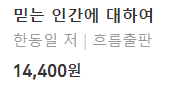 믿는 인간에 대하여
한동일 저 | 흐름출판
14,400원